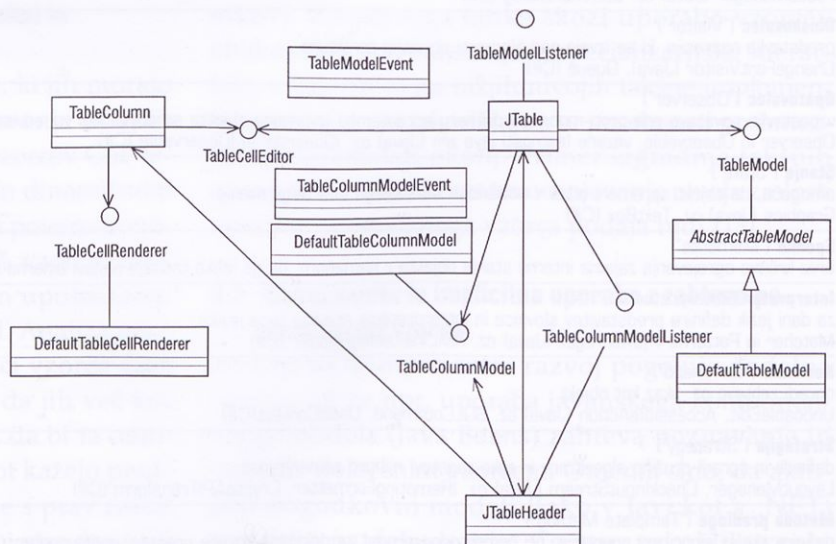 TableModelListener
TableModelEvent
TableColumn
JTable
TableCellEditor
TableModel
TableColumnModelEvent
DefaultTableColumnModel
AbstractTableModel
TableCellRenderer
DefaultTableCellRenderer
TableColumnModel
TableColumnModelListener
DefaultTableModel
JTableHeader